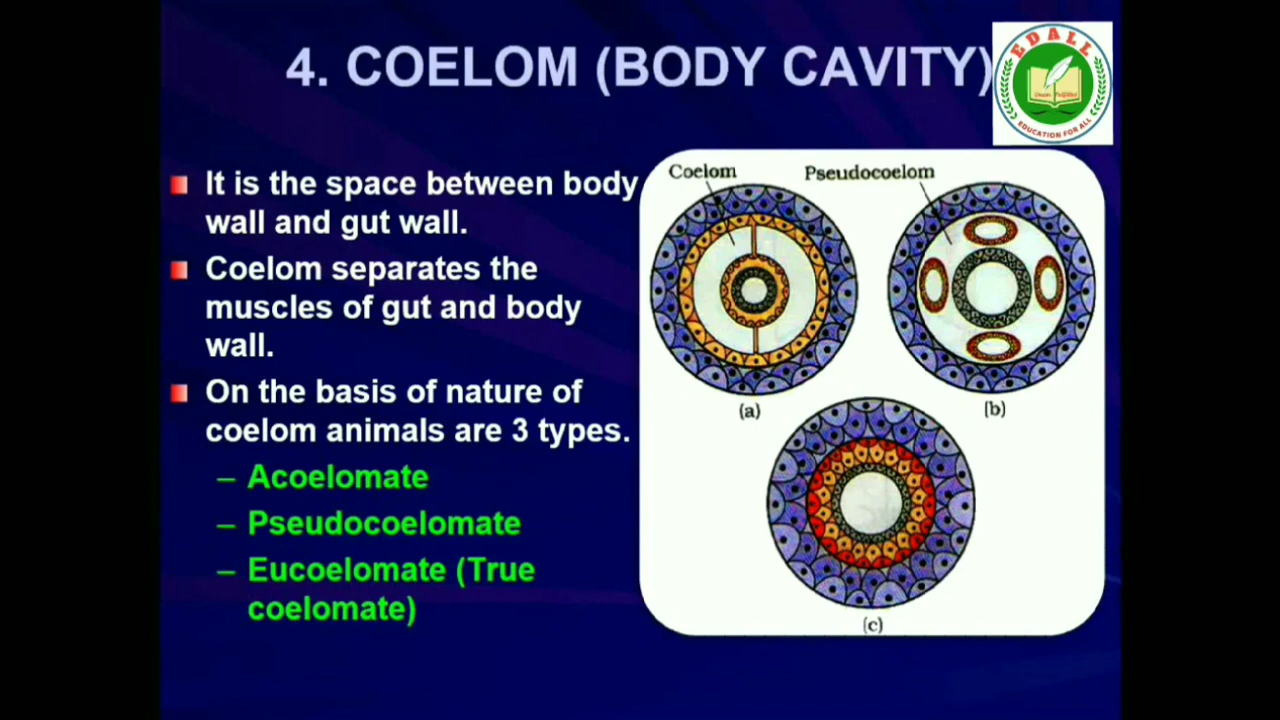 4. COELOM (BODY CAVITY)
EDALL
Dreams Fulfilled
EDUCATION FOR ALL
It is the space between body
wall and gut wall.
Coelom separates the
muscles of gut and body
wall.
On the basis of nature of
coelom animals are 3 types.
– Acoelomate
– Pseudocoelomate
– Eucoelomate (True
coelomate)
Coelom
Pseudocoelom
(a)
(b)
(c)